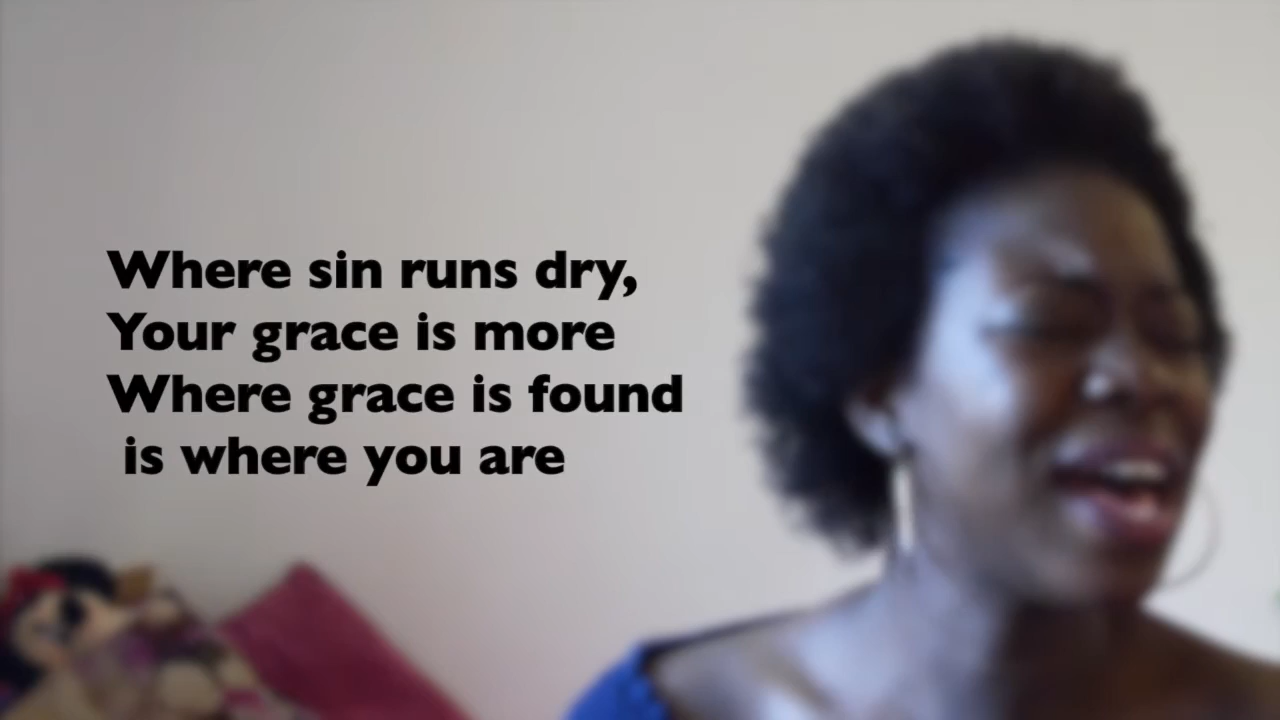 Where sin runs dry,
Your grace is more
Where grace is found
is where you are